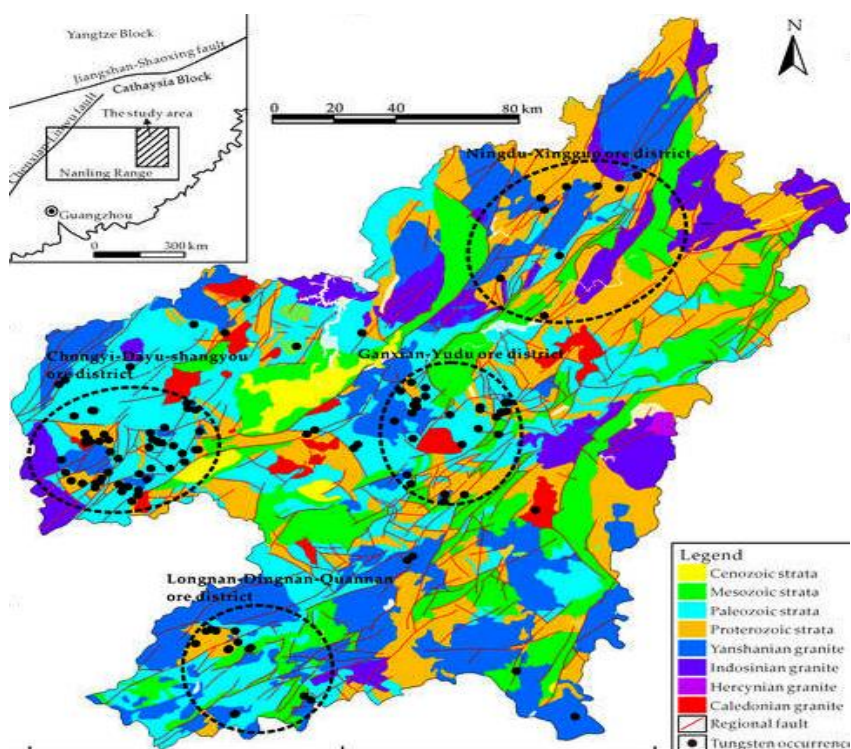 Yangtze Block
Jiangshan-Shaoxing fault
Cathaysia Block
Chenxian-Linwu fault
The study area
Nanling Range
Guangzhou
0 300 km
0 20 40 80 km
N
Ningdu-Xingguo ore district
Chongyi-Dayu-shangyou
ore district
Ganxian-Yudu ore district
Longnan-Dingnan-Quannan
ore district
Legend
Cenozoic strata
Mesozoic strata
Paleozoic strata
Proterozoic strata
Yanshanian granite
Indosinian granite
Hercynian granite
Caledonian granite
Regional fault
Tungsten occurrence